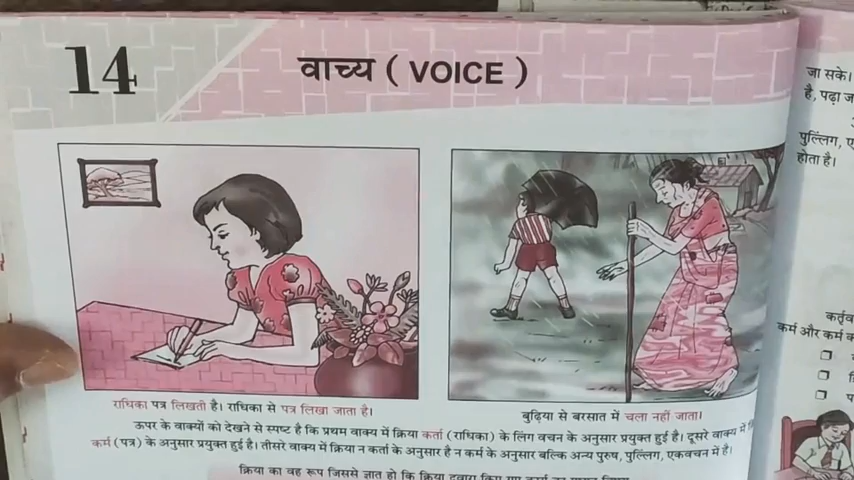 14
वाच्य ( VOICE )
राधिका पत्र लिखती है। राधिका से पत्र लिखा जाता है।
बुढ़िया से बरसात में चला नहीं जाता।
ऊपर के वाक्यों को देखने से स्पष्ट है कि प्रथम वाक्य में क्रिया कर्ता (राधिका) के लिंग वचन के अनुसार प्रयुक्त हुई है। दूसरे वाक्य में
कर्म (पत्र) के अनुसार प्रयुक्त हुई है। तीसरे वाक्य में क्रिया न कर्ता के अनुसार है न कर्म के अनुसार बल्कि अन्य पुरुष, पुल्लिंग, एकवचन में है।
क्रिया का वह रूप जिससे ज्ञात हो कि क्रिया
जा सके।
है, पढ़ा
पुल्लिंग,
होता है।
कर्म और कर्म